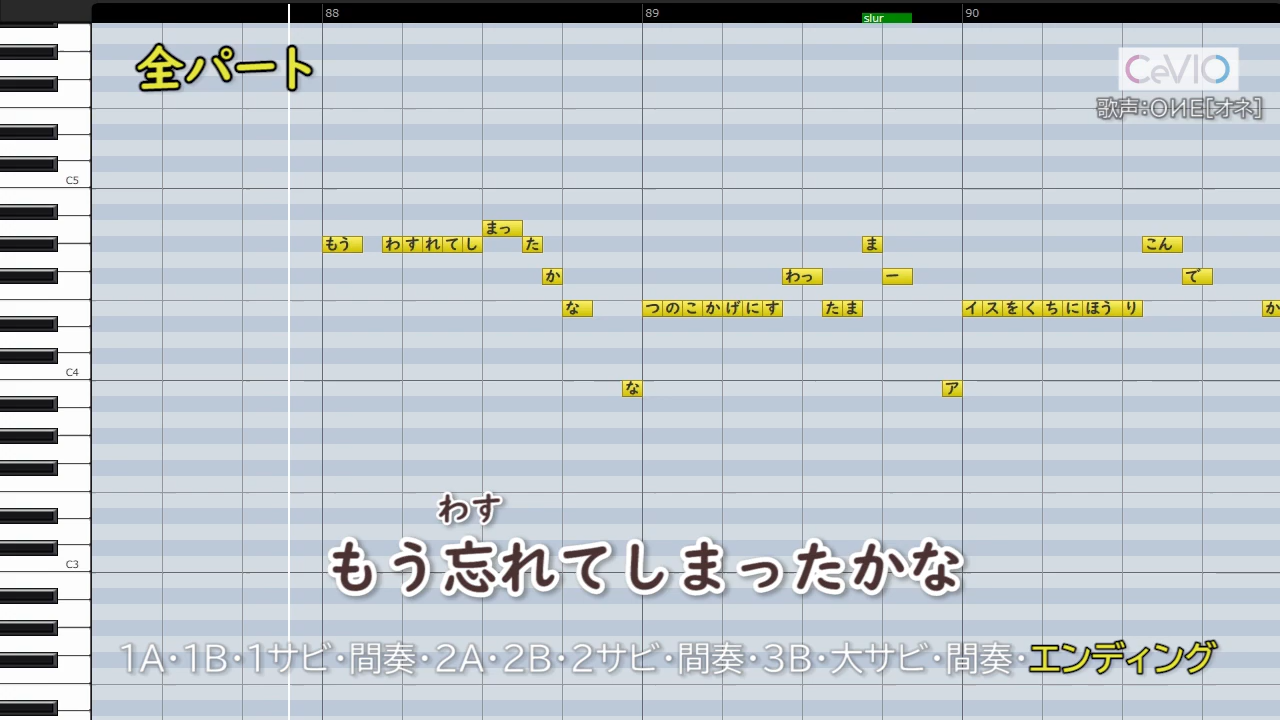 88 89 90
slur
全パート
CeVIO
歌声:OИE[オネ]
C5
まっ
もう わ す れ て し た ま こん
か わっ ー で
な つ の こ か げ に す た ま イ ス を く ち に ほう り か
C4
な ア
わす
もう忘れてしまったかな
C3
1A・1B・1サビ・間奏・2A・2B・2サビ・間奏・3B・大サビ・間奏・エンディング